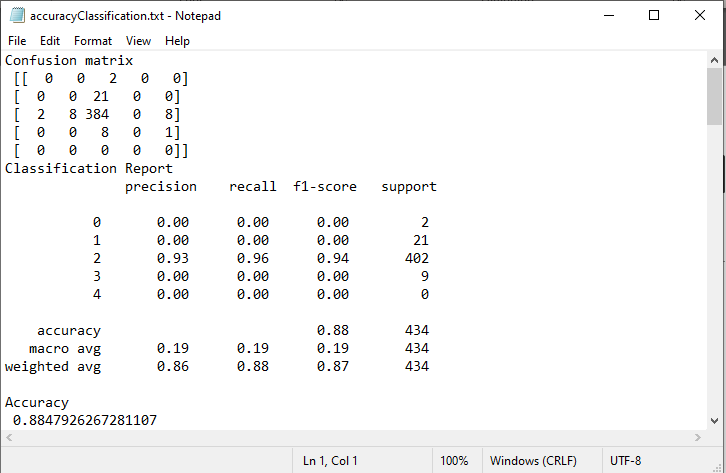 accuracyClassification.txt - Notepad
File Edit Format View Help
Confusion matrix
[[ 0 0 2 0 0]
[ 0 0 21 0 0]
[ 2 8 384 0 8]
[ 0 0 8 0 1]
[ 0 0 0 0 0]]
Classification Report
precision recall f1-score support
0 0.00 0.00 0.00 2
1 0.00 0.00 0.00 21
2 0.93 0.96 0.94 402
3 0.00 0.00 0.00 9
4 0.00 0.00 0.00 0
accuracy 0.88 434
macro avg 0.19 0.19 0.19 434
weighted avg 0.86 0.88 0.87 434
Accuracy
0.8847926267281107
Ln 1, Col 1 100% Windows (CRLF) UTF-8